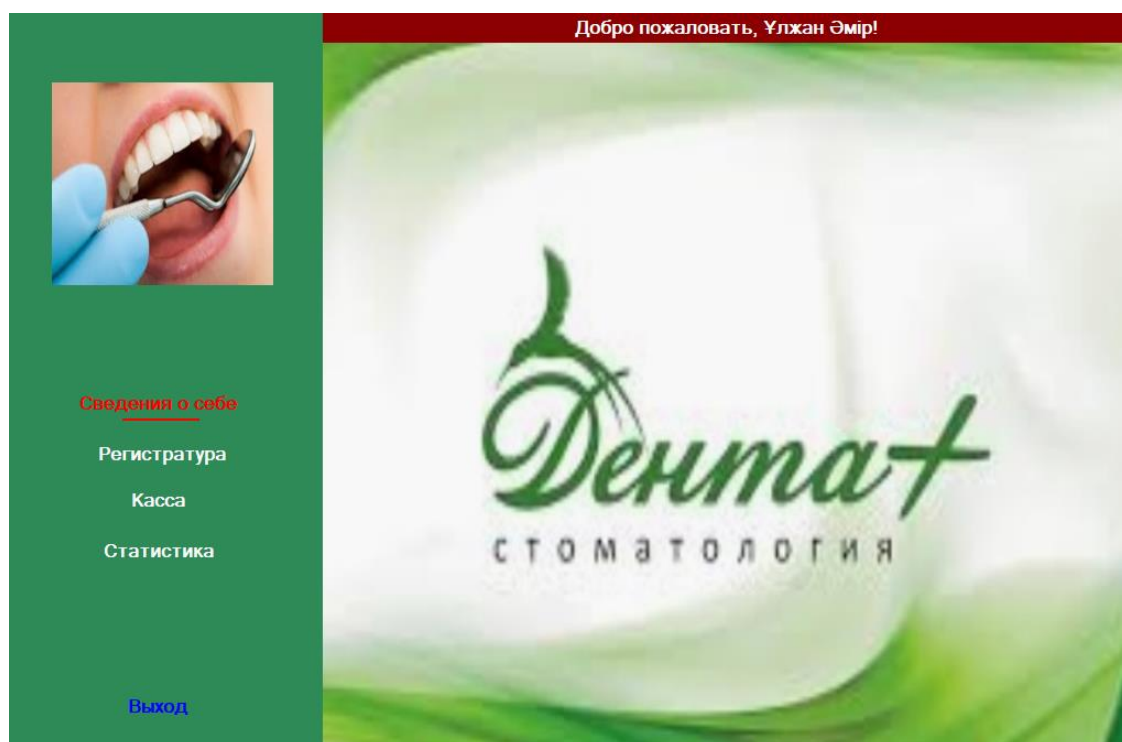 Добро пожаловать, Ұлжан Әмір!
Сведения о себе
Регистратура
Касса
Статистика
Выход
Дента+
стоматология